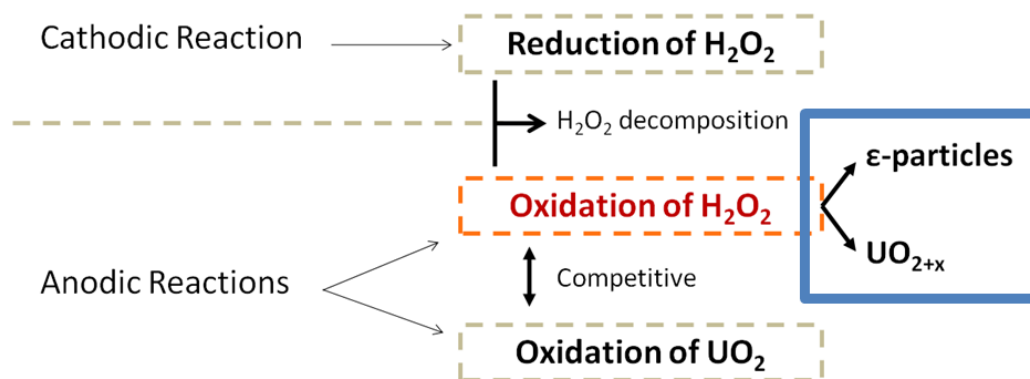 Cathodic Reaction
Reduction of H₂O₂
H₂O₂ decomposition
ε-particles
Oxidation of H₂O₂
UO₂₊ₓ
Anodic Reactions
Competitive
Oxidation of UO₂